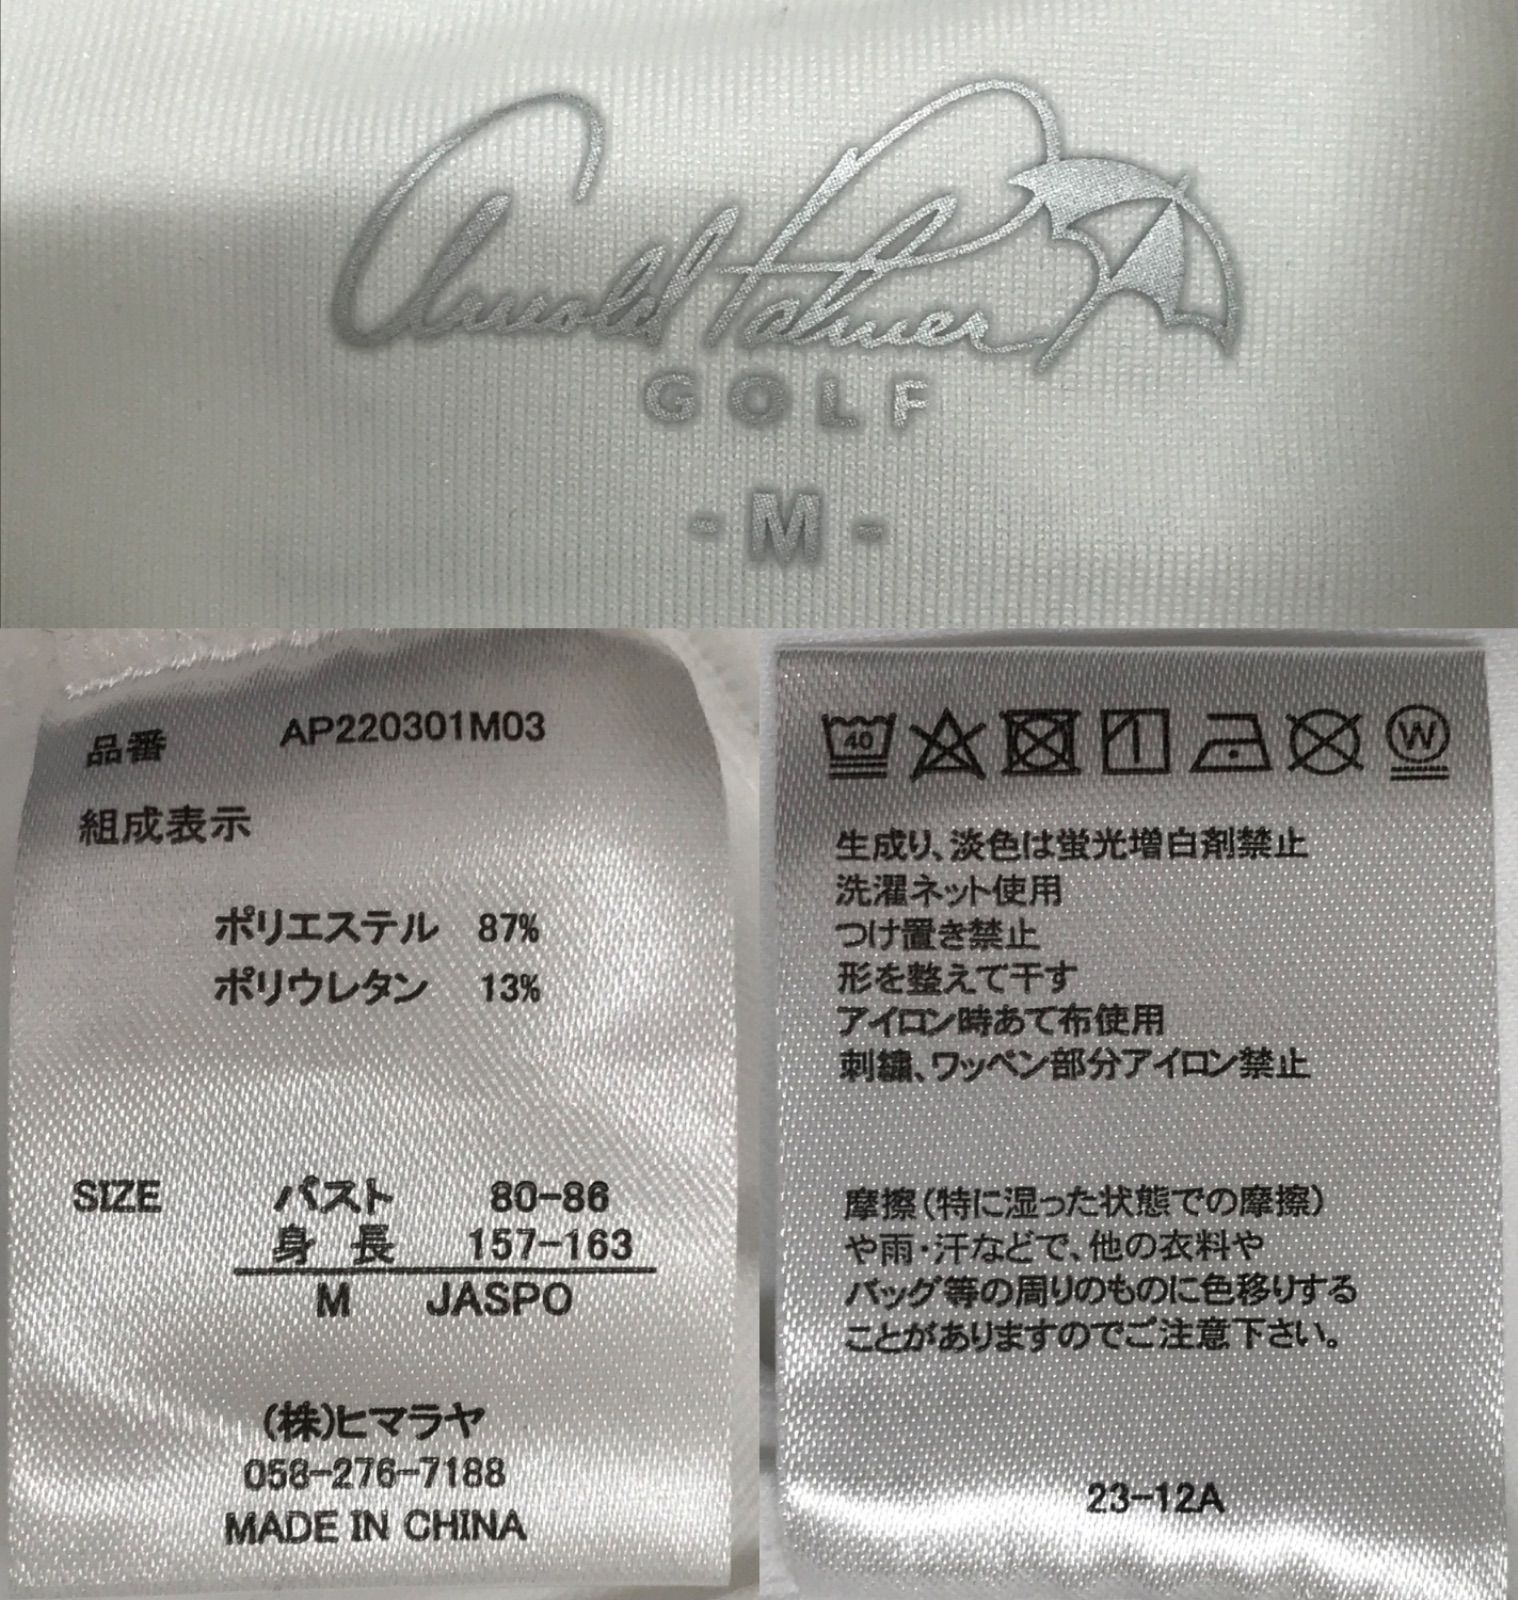 Arnold Palmer
GOLF
- M -
品番 AP220301M03
組成表示
ポリエステル 87%
ポリウレタン 13%
SIZE バスト 80-86
身長 157-163
M JASPO
(株)ヒマラヤ
058-276-7188
MADE IN CHINA
40 W
生成り、淡色は蛍光増白剤禁止
洗濯ネット使用
つけ置き禁止
形を整えて干す
アイロン時あて布使用
刺繍、ワッペン部分アイロン禁止
摩擦(特に湿った状態での摩擦)
や雨・汗などで、他の衣料や
バッグ等の周りのものに色移りする
ことがありますのでご注意下さい。
23-12A